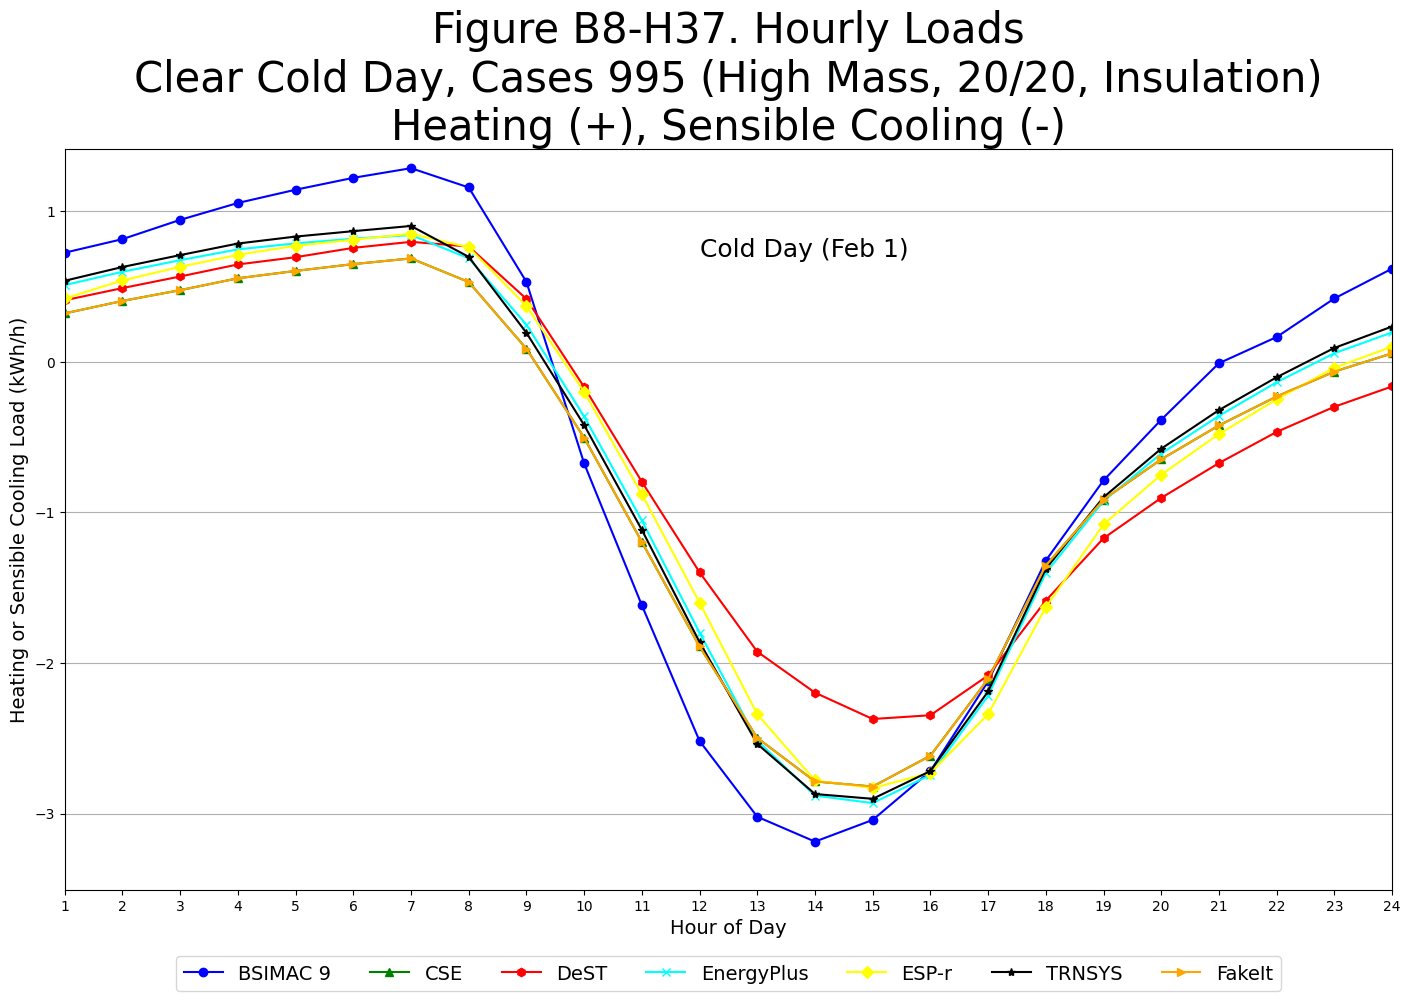 Figure B8-H37. Hourly Loads
Clear Cold Day, Cases 995 (High Mass, 20/20, Insulation)
Heating (+), Sensible Cooling (-)
Heating or Sensible Cooling Load (kWh/h)
1
0
−1
−2
−3
Cold Day (Feb 1)
1 2 3 4 5 6 7 8 9 10 11 12 13 14 15 16 17 18 19 20 21 22 23 24
Hour of Day
BSIMAC 9 CSE DeST EnergyPlus ESP-r TRNSYS FakeIt